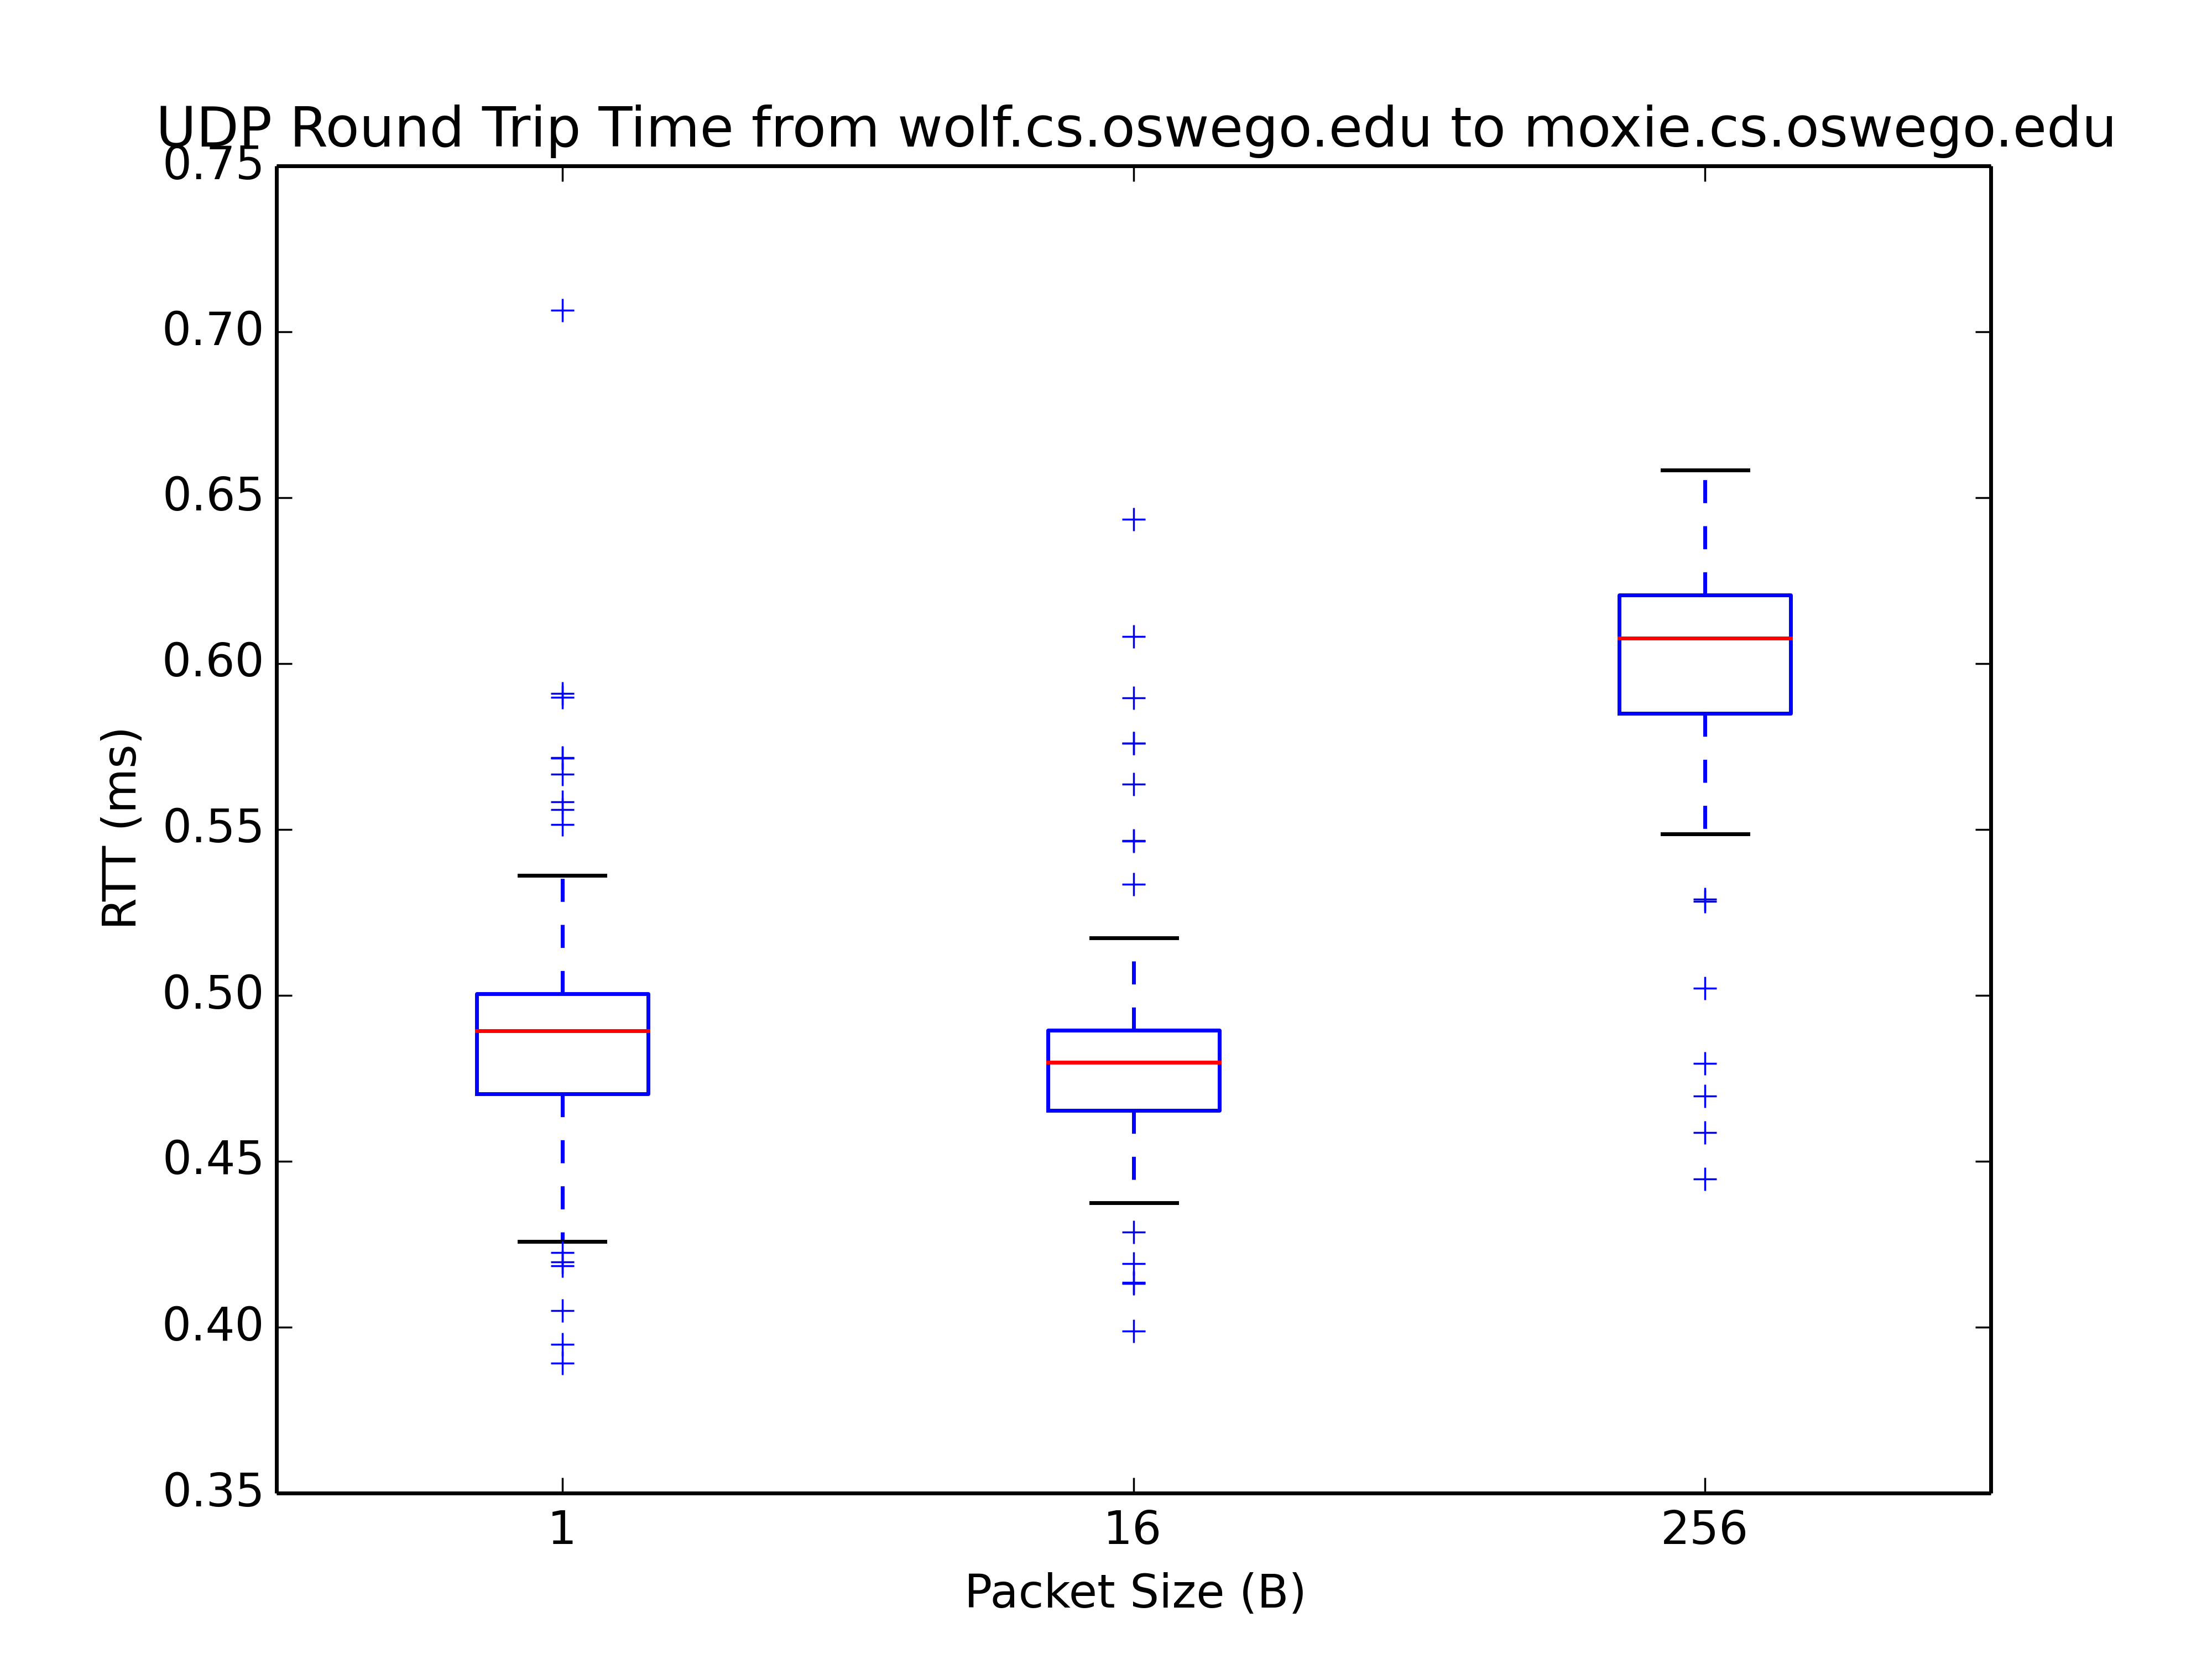 UDP Round Trip Time from wolf.cs.oswego.edu to moxie.cs.oswego.edu
0.75
0.70
0.65
0.60
0.55
0.50
0.45
0.40
0.35
RTT (ms)
1 16 256
Packet Size (B)